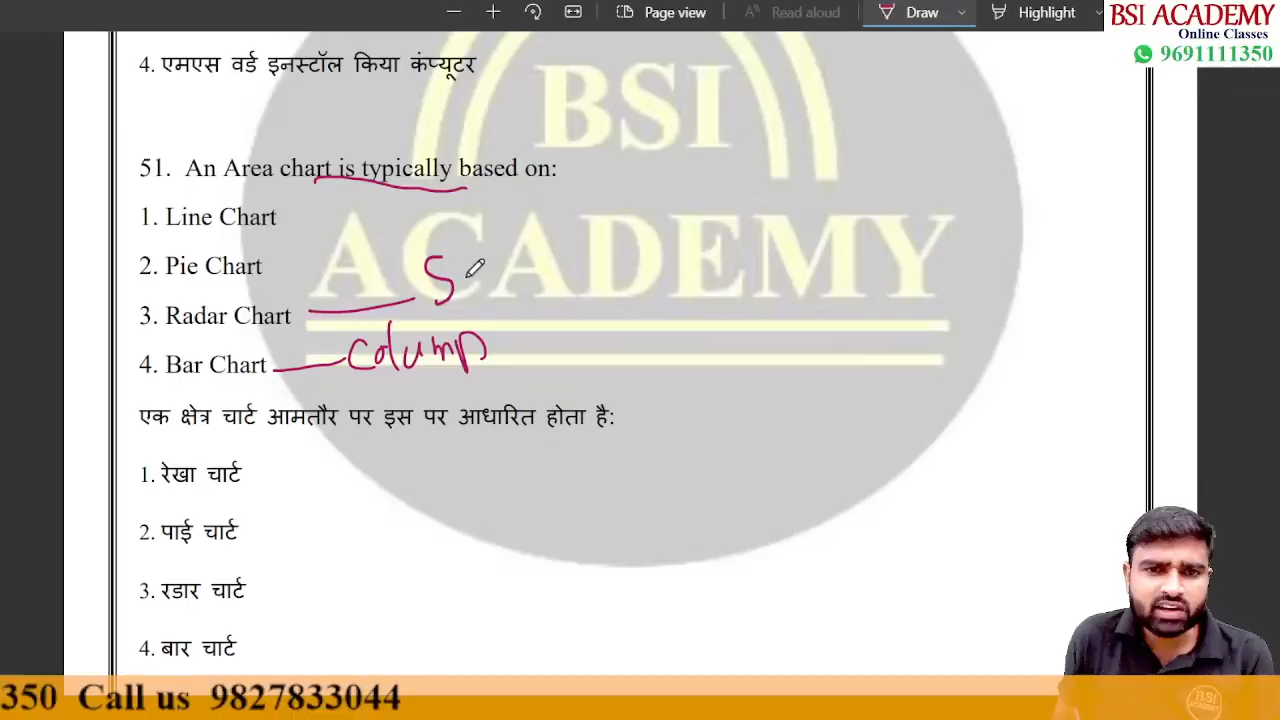 Page view
Read aloud
Draw
Highlight
BSI ACADEMY
Online Classes
9691111350
4. एमएस वर्ड इनस्टॉल किया कंप्यूटर
BSI
ACADEMY
51. An Area chart is typically based on:
1. Line Chart
2. Pie Chart
S
3. Radar Chart
4. Bar Chart
एक क्षेत्र चार्ट आमतौर पर इस पर आधारित होता है:
1. रेखा चार्ट
2. पाई चार्ट
3. रडार चार्ट
4. बार चार्ट
350 Call us 9827833044
BSI